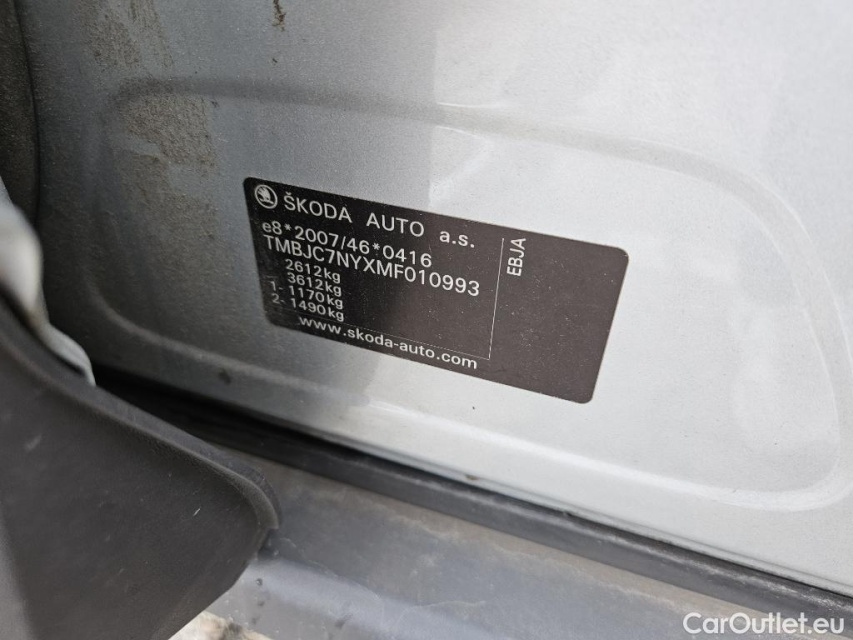 ŠKODA AUTO a.s.
e8*2007/46*0416
TMBJC7NYXMF010993
2612kg
3612kg
1- 1170kg
2- 1490kg
www.skoda-auto.com
EBJA
CarOutlet.eu